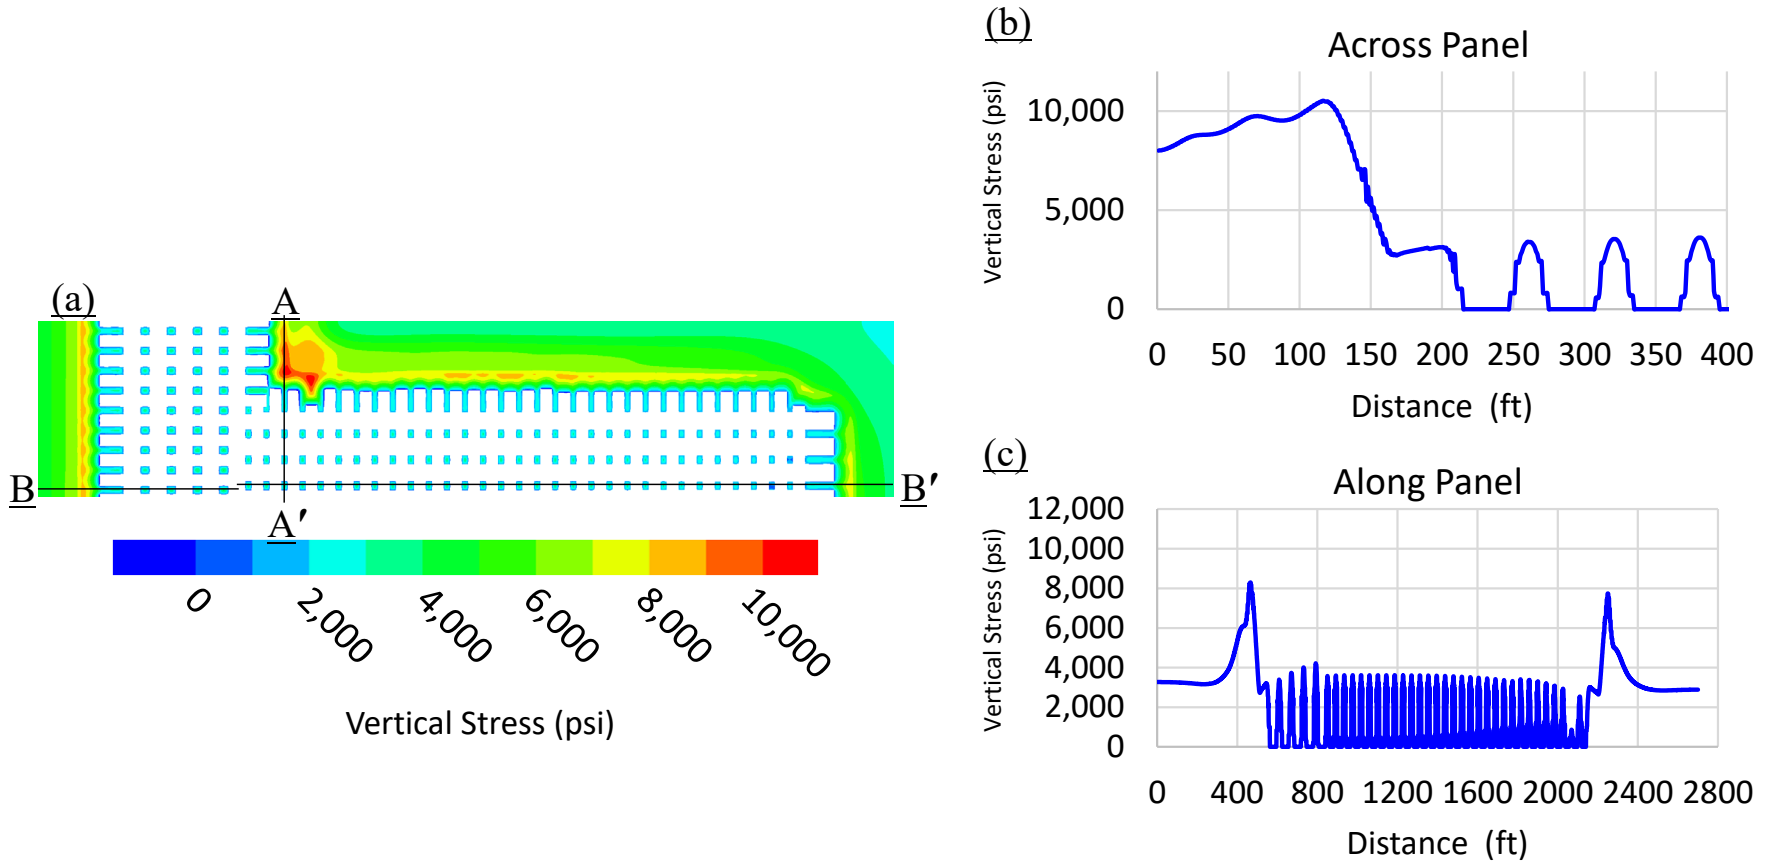 (a)
A
B
B′
A′
0
2,000
4,000
6,000
8,000
10,000
Vertical Stress (psi)
(b)
Across Panel
Vertical Stress (psi)
10,000
5,000
0
0 50 100 150 200 250 300 350 400
Distance (ft)
(c)
Along Panel
Vertical Stress (psi)
12,000
10,000
8,000
6,000
4,000
2,000
0
0 400 800 1200 1600 2000 2400 2800
Distance (ft)